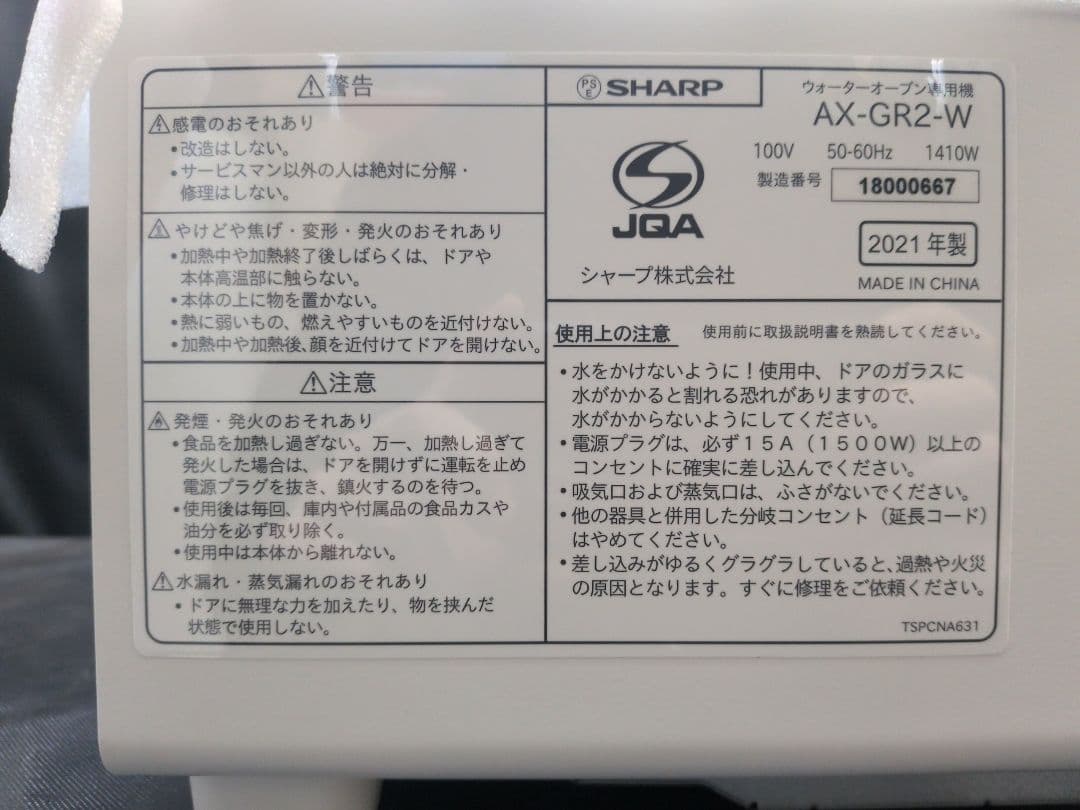 警告
感電のおそれあり
•改造はしない。
•サービスマン以外の人は絶対に分解・
修理はしない。
やけどや焦げ・変形・発火のおそれあり
•加熱中や加熱終了後しばらくは、ドアや
本体高温部に触らない。
•本体の上に物を置かない。
•熱に弱いもの、燃えやすいものを近付けない。
•加熱中や加熱後、顔を近付けてドアを開けない。
注意
発煙・発火のおそれあり
•食品を加熱し過ぎない。万一、加熱し過ぎて
発火した場合は、ドアを開けずに運転を止め
電源プラグを抜き、鎮火するのを待つ。
•使用後は毎回、庫内や付属品の食品カスや
油分を必ず取り除く。
•使用中は本体から離れない。
水漏れ・蒸気漏れのおそれあり
•ドアに無理な力を加えたり、物を挟んだ
状態で使用しない。
PS E SHARP
ウォーターオーブン専用機
AX-GR2-W
100V 50-60Hz 1410W
製造番号 18000667
JQA
2021年製
シャープ株式会社
MADE IN CHINA
使用上の注意 使用前に取扱説明書を熟読してください。
•水をかけないように！使用中、ドアのガラスに
水がかかると割れる恐れがありますので、
水がかからないようにしてください。
•電源プラグは、必ず１５Ａ（１５００Ｗ）以上の
コンセントに確実に差し込んでください。
•吸気口および蒸気口は、ふさがないでください。
•他の器具と併用した分岐コンセント（延長コード）
はやめてください。
•差し込みがゆるくグラグラしていると、過熱や火災
の原因となります。すぐに修理をご依頼ください。
TSPCNA631